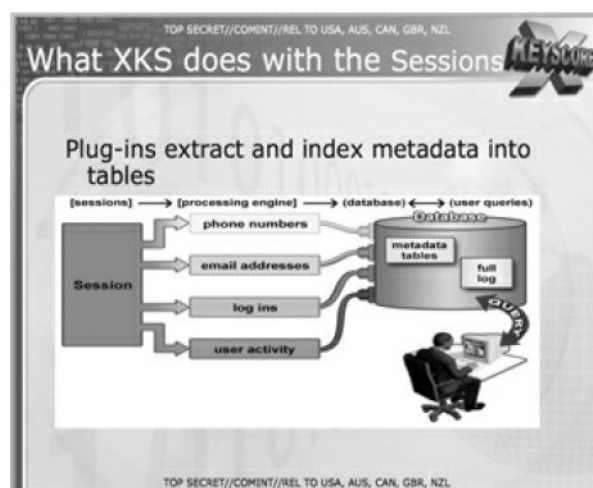 TOP SECRET//COMINT//REL TO USA, AUS, CAN, GBR, NZL
What XKS does with the Sessions
X
KEYSCORE
Plug-ins extract and index metadata into
tables
[sessions] → [processing engine] → (database) ↔ (user queries)
Database
phone numbers
metadata
tables
email addresses
full
log
Session
log ins
QUERY
user activity
TOP SECRET//COMINT//REL TO USA, AUS, CAN, GBR, NZL